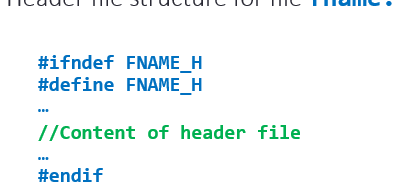 Header file structure for file fname.
#ifndef FNAME_H
#define FNAME_H
…
//Content of header file
…
#endif